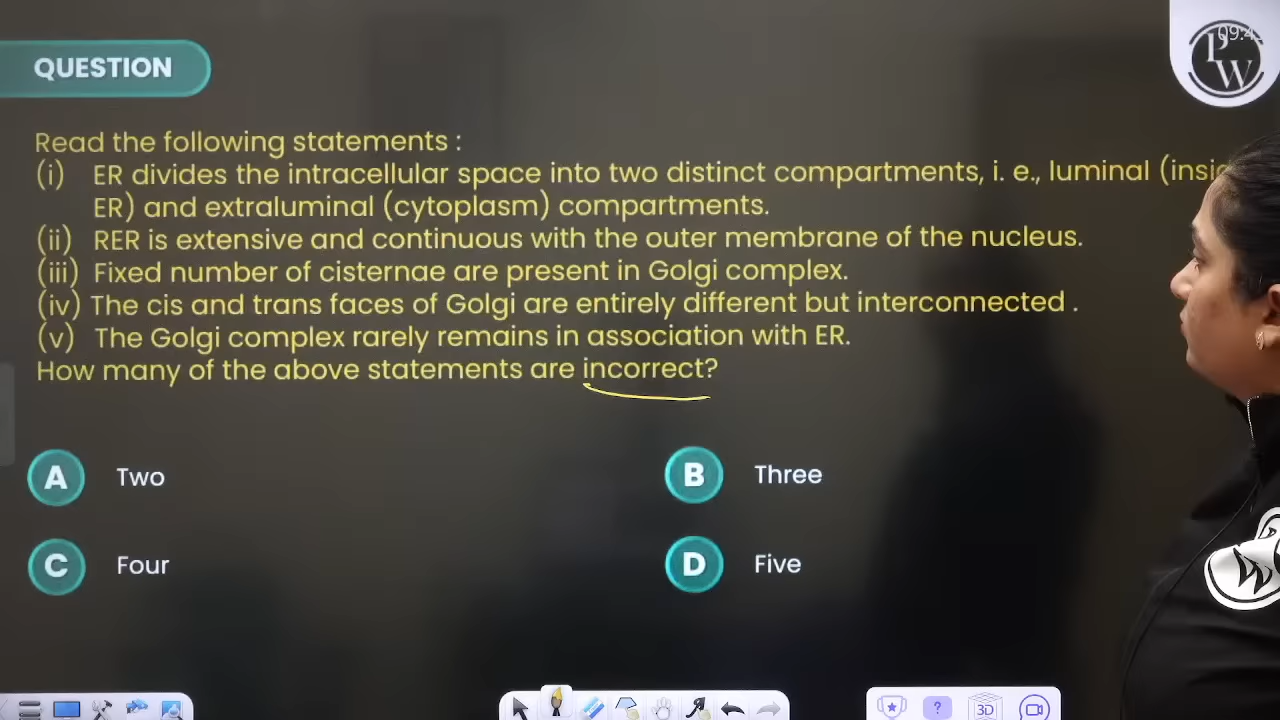 QUESTION
09:4
PW
Read the following statements :
(i) ER divides the intracellular space into two distinct compartments, i. e., luminal
ER) and extraluminal (cytoplasm) compartments.
(ii) RER is extensive and continuous with the outer membrane of the nucleus.
(iii) Fixed number of cisternae are present in Golgi complex.
(iv) The cis and trans faces of Golgi are entirely different but interconnected .
(v) The Golgi complex rarely remains in association with ER.
How many of the above statements are incorrect?
A Two
B Three
C Four
D Five
? 3D